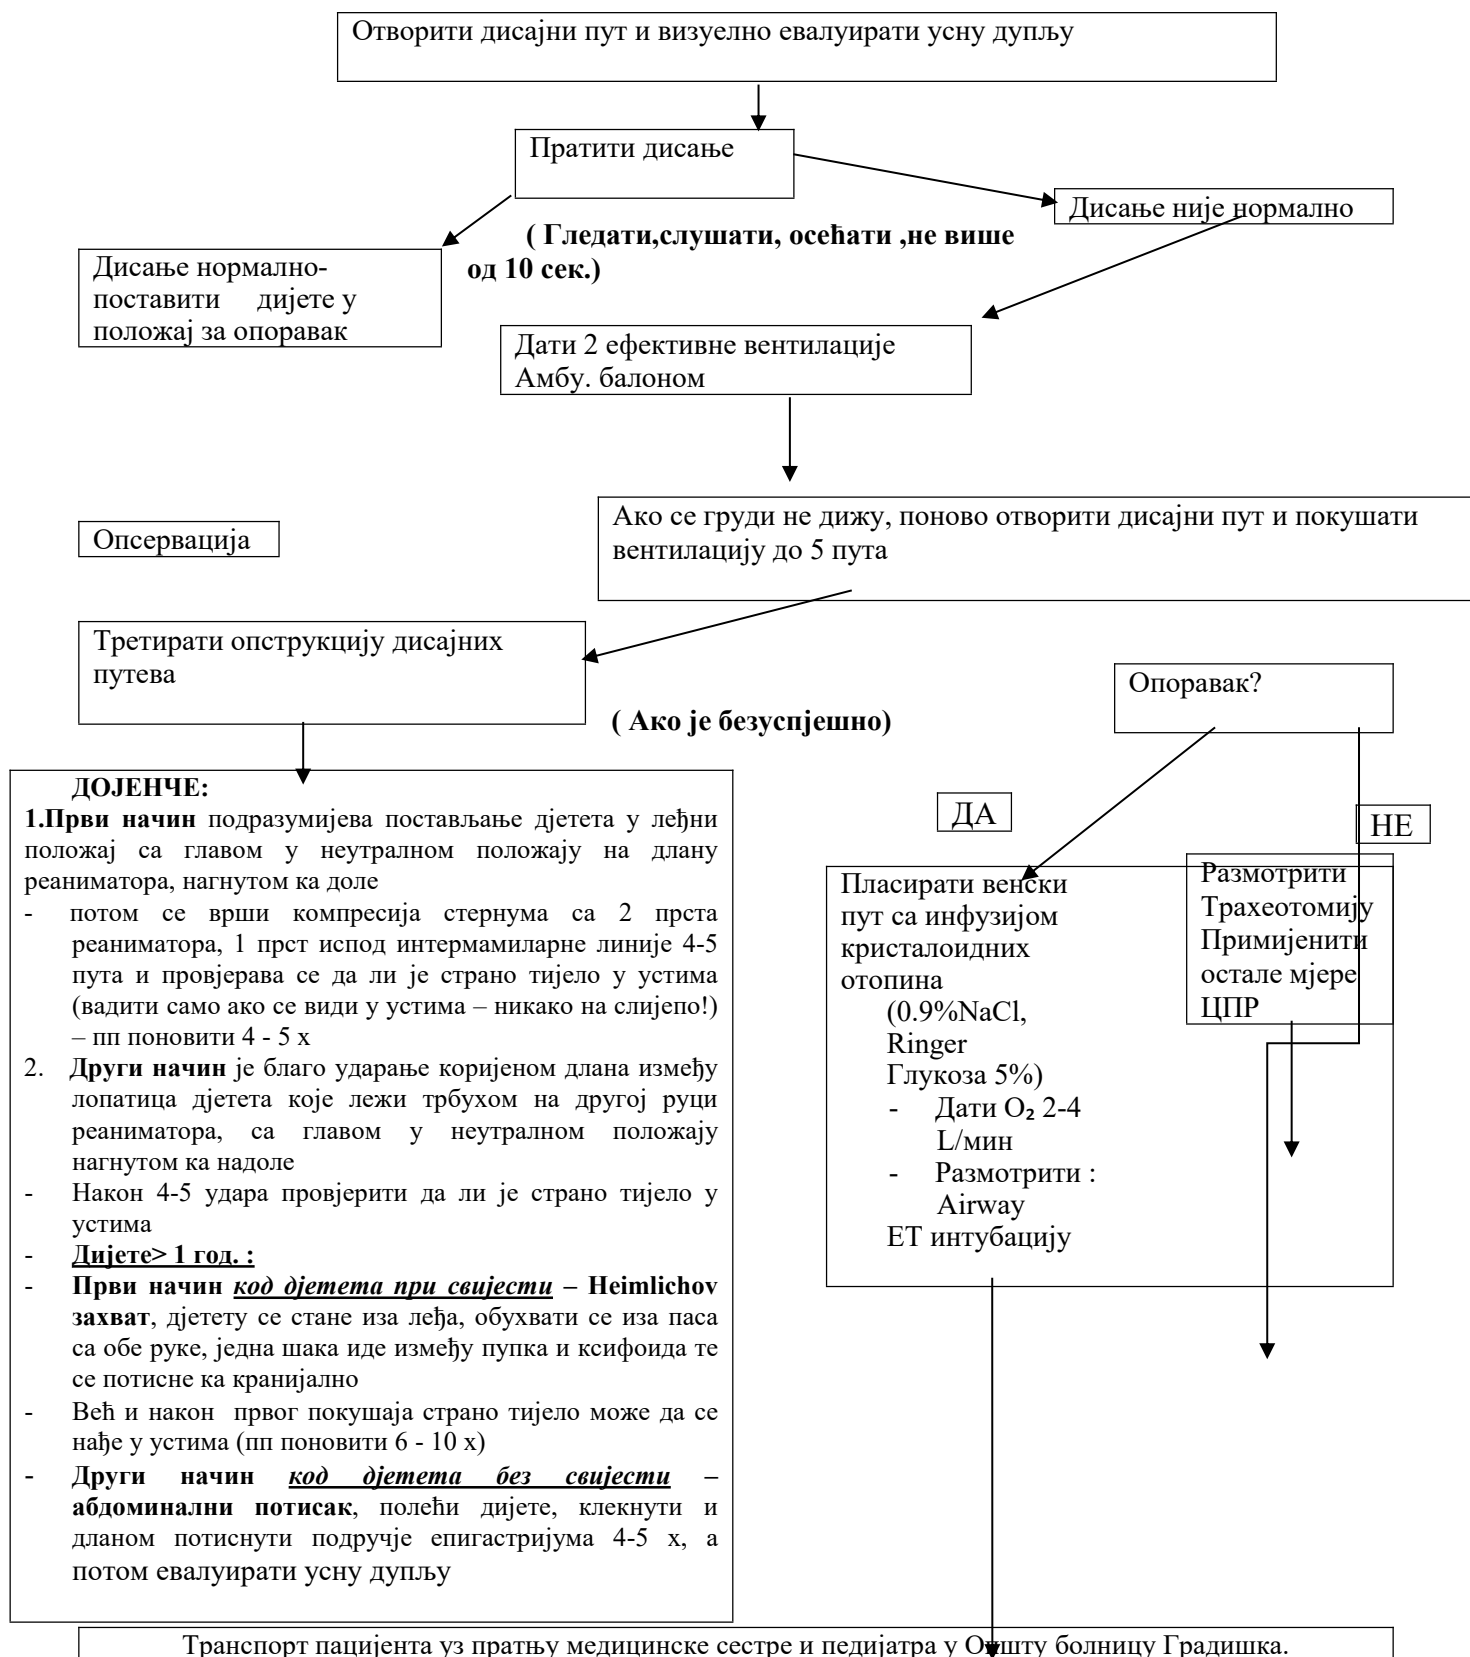 Отворити дисајни пут и визуелно евалуирати усну дупљу
Пратити дисање
Дисање није нормално
( Гледати,слушати, осећати ,не више
од 10 сек.)
Дисање нормално-
поставити дијете у
положај за опоравак
Дати 2 ефективне вентилације
Амбу. балоном
Ако се груди не дижу, поново отворити дисајни пут и покушати
вентилацију до 5 пута
Опсервација
Третирати опструкцију дисајних
путева
Опоравак?
( Ако је безуспјешно)
ДОЈЕНЧЕ:
1.Први начин подразумијева постављање дјетета у леђни
положај са главом у неутралном положају на длану
реаниматора, нагнутом ка доле
- потом се врши компресија стернума са 2 прста
реаниматора, 1 прст испод интермамиларне линије 4-5
пута и провјерава се да ли је страно тијело у устима
(вадити само ако се види у устима – никако на слијепо!)
– пп поновити 4 - 5 х
2. Други начин је благо ударање коријеном длана између
лопатица дјетета које лежи трбухом на другој руци
реаниматора, са главом у неутралном положају
нагнутом ка надоле
- Након 4-5 удара провјерити да ли је страно тијело у
устима
- Дијете> 1 год. :
- Први начин код дјетета при свијести – Heimlichov
захват, дјетету се стане иза леђа, обухвати се иза паса
са обе руке, једна шака иде између пупка и ксифоида те
се потисне ка кранијално
- Већ и након првог покушаја страно тијело може да се
нађе у устима (пп поновити 6 - 10 х)
- Други начин код дјетета без свијести –
абдоминални потисак, полећи дијете, клекнути и
дланом потиснути подручје епигастријума 4-5 х, а
потом евалуирати усну дупљу
ДА
НЕ
Пласирати венски
пут са инфузијом
кристалоидних
отопина
(0.9%NaCl,
Ringer
Глукоза 5%)
- Дати O₂ 2-4
L/мин
- Размотрити :
Airway
ЕТ интубацију
Размотрити
Трахеотомију
Примијенити
остале мјере
ЦПР
Транспорт пацијента уз пратњу медицинске сестре и педијатра у Општу болницу Градишка.